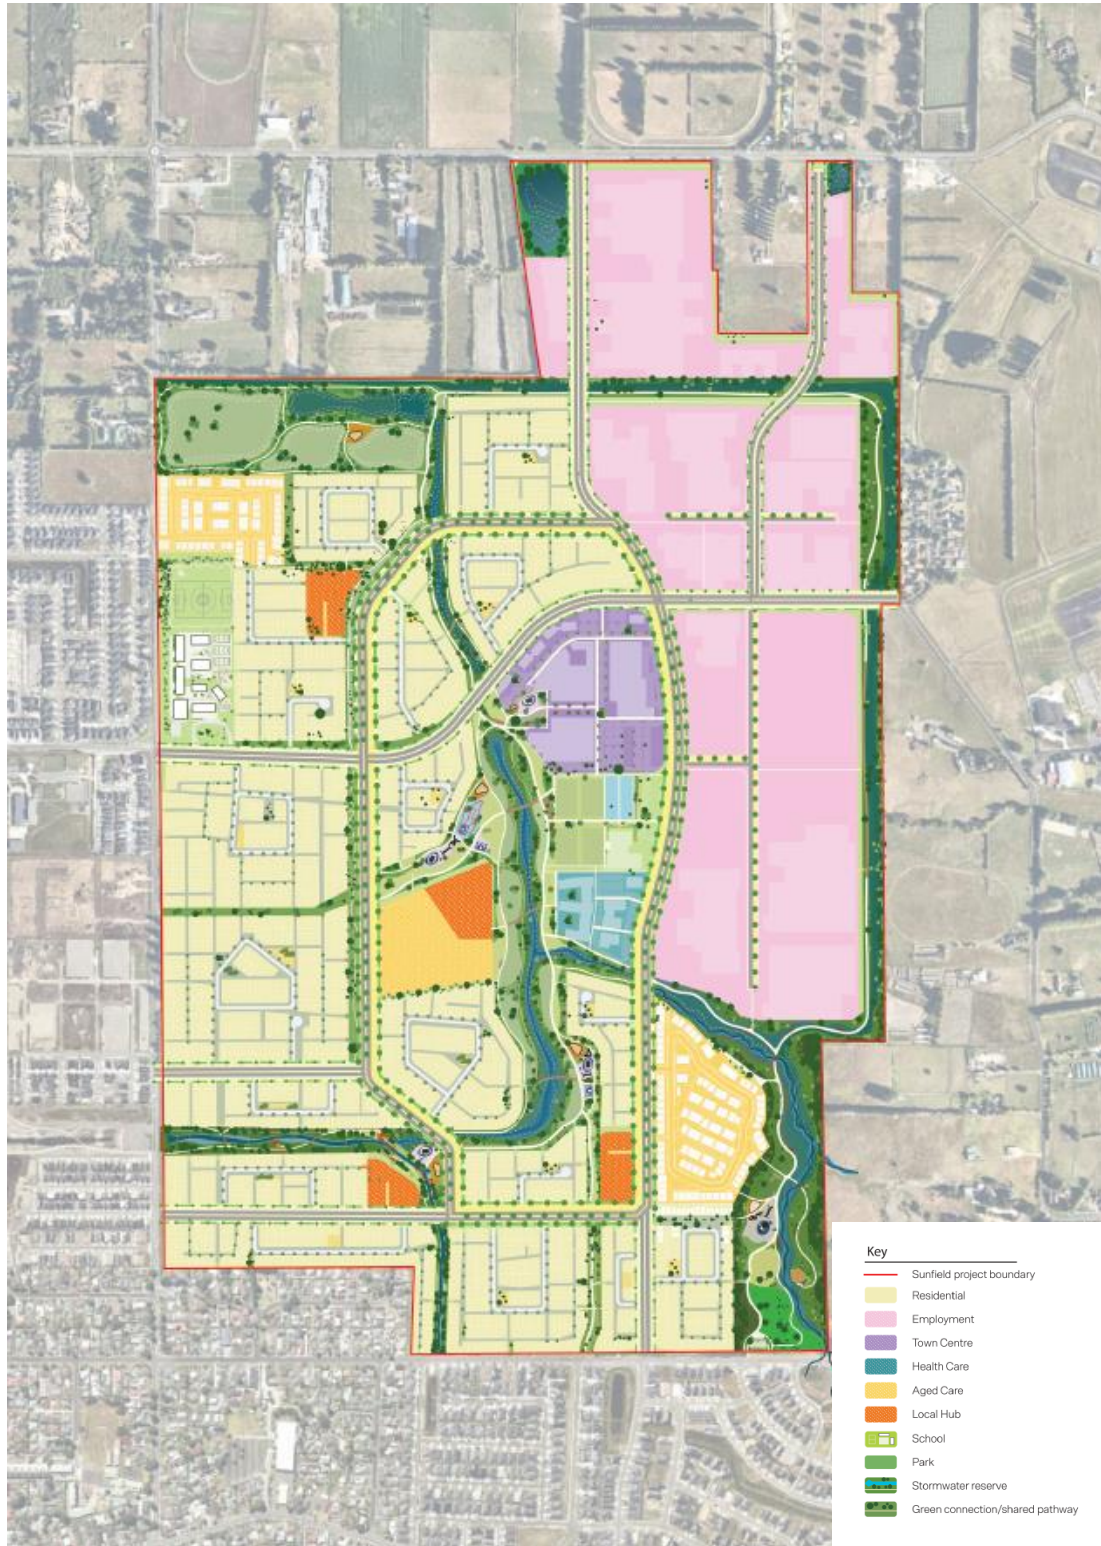 Key
Sunfield project boundary
Residential
Employment
Town Centre
Health Care
Aged Care
Local Hub
School
Park
Stormwater reserve
Green connection/shared pathway